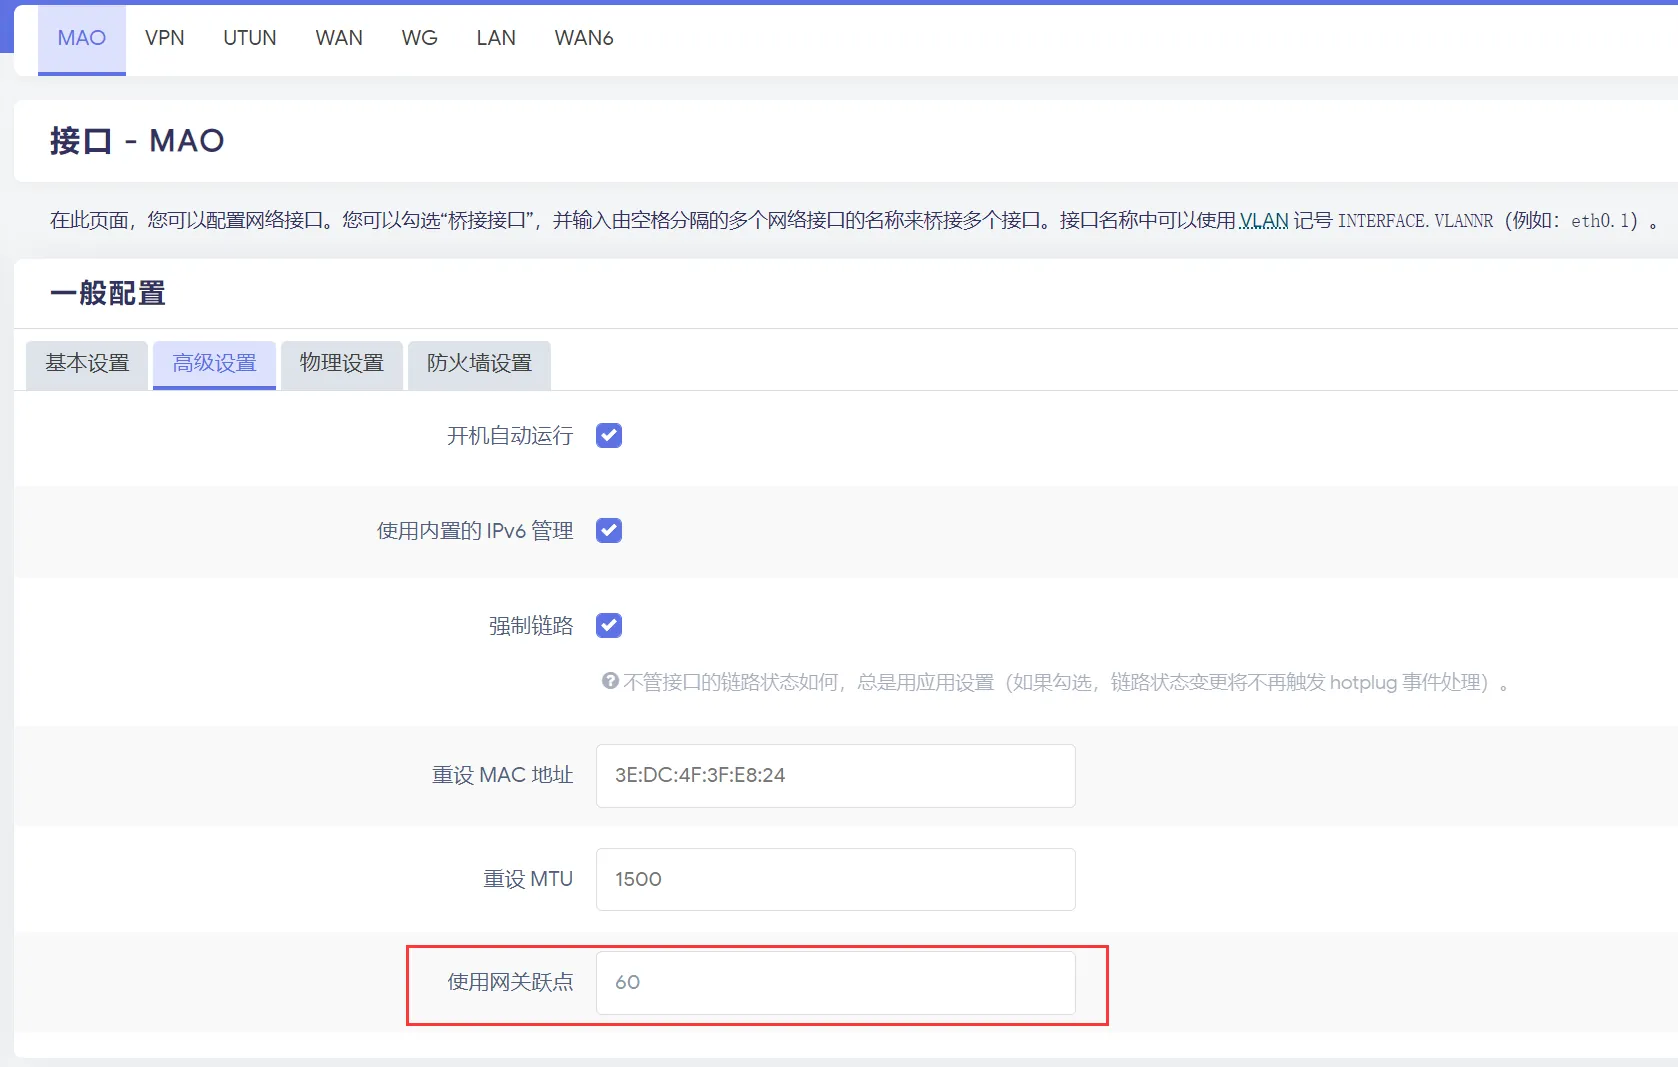 MAO VPN UTUN WAN WG LAN WAN6
接口 - MAO
在此页面，您可以配置网络接口。您可以勾选“桥接接口”，并输入由空格分隔的多个网络接口的名称来桥接多个接口。接口名称中可以使用 VLAN 记号 INTERFACE.VLANNR（例如：eth0.1）。
一般配置
基本设置 高级设置 物理设置 防火墙设置
开机自动运行
使用内置的 IPv6 管理
强制链路
不管接口的链路状态如何，总是用应用设置（如果勾选，链路状态变更将不再触发 hotplug 事件处理）。
重设 MAC 地址 3E:DC:4F:3F:E8:24
重设 MTU 1500
使用网关跃点 60